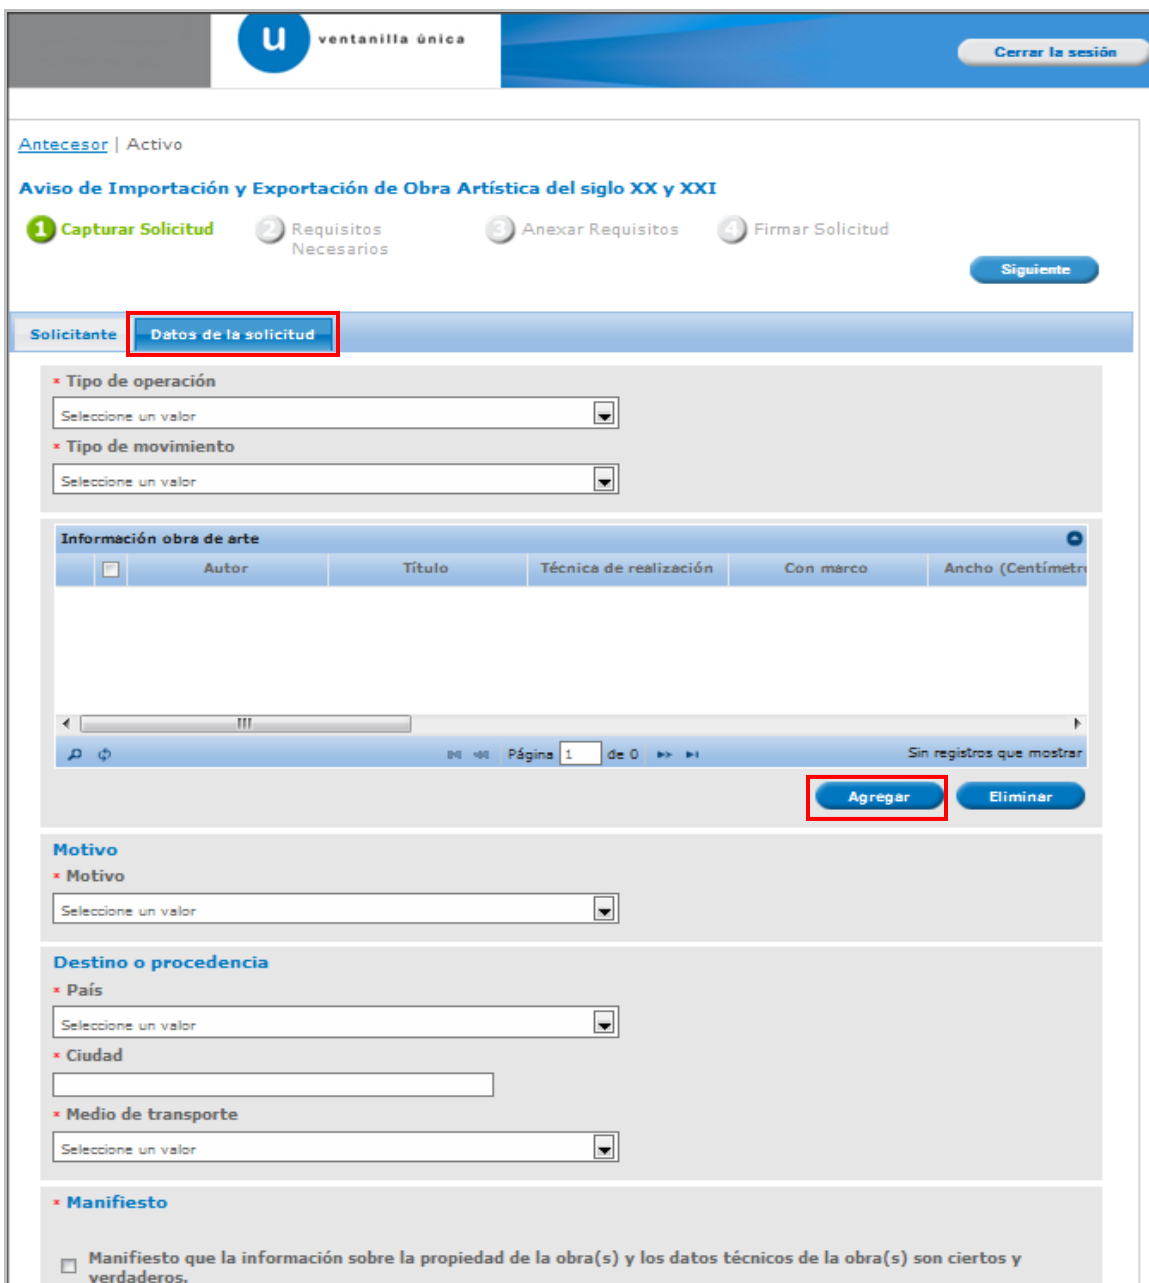 u ventanilla única
Cerrar la sesión
Antecesor | Activo
Aviso de Importación y Exportación de Obra Artística del siglo XX y XXI
1 Capturar Solicitud
2 Requisitos
Necesarios
3 Anexar Requisitos
4 Firmar Solicitud
Siguiente
Solicitante
Datos de la solicitud
* Tipo de operación
Seleccione un valor
* Tipo de movimiento
Seleccione un valor
Información obra de arte
Autor Título Técnica de realización Con marco Ancho (Centímetro
Página 1 de 0
Sin registros que mostrar
Agregar
Eliminar
Motivo
* Motivo
Seleccione un valor
Destino o procedencia
* País
Seleccione un valor
* Ciudad
* Medio de transporte
Seleccione un valor
* Manifiesto
Manifiesto que la información sobre la propiedad de la obra(s) y los datos técnicos de la obra(s) son ciertos y
verdaderos.